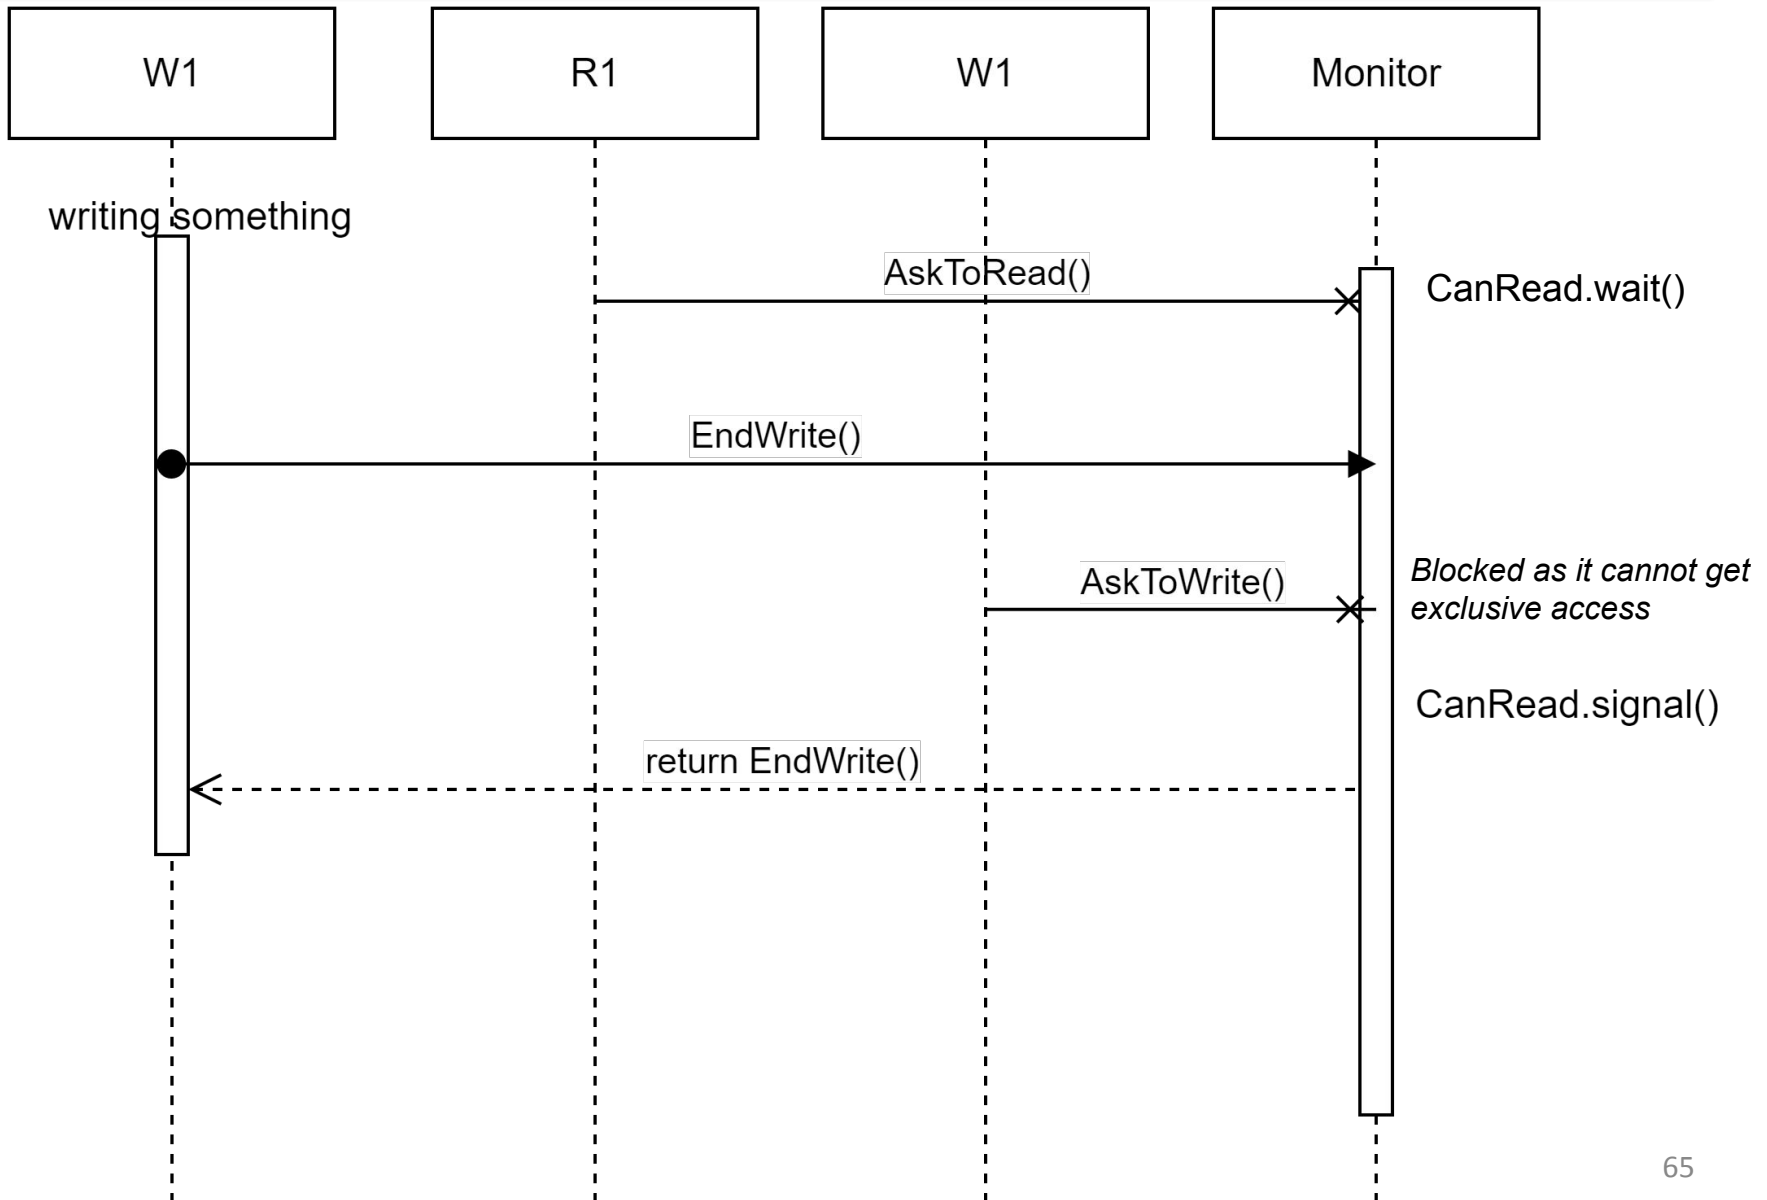 W1
R1
W1
Monitor
writing something
AskToRead()
CanRead.wait()
EndWrite()
AskToWrite()
Blocked as it cannot get
exclusive access
CanRead.signal()
return EndWrite()
65